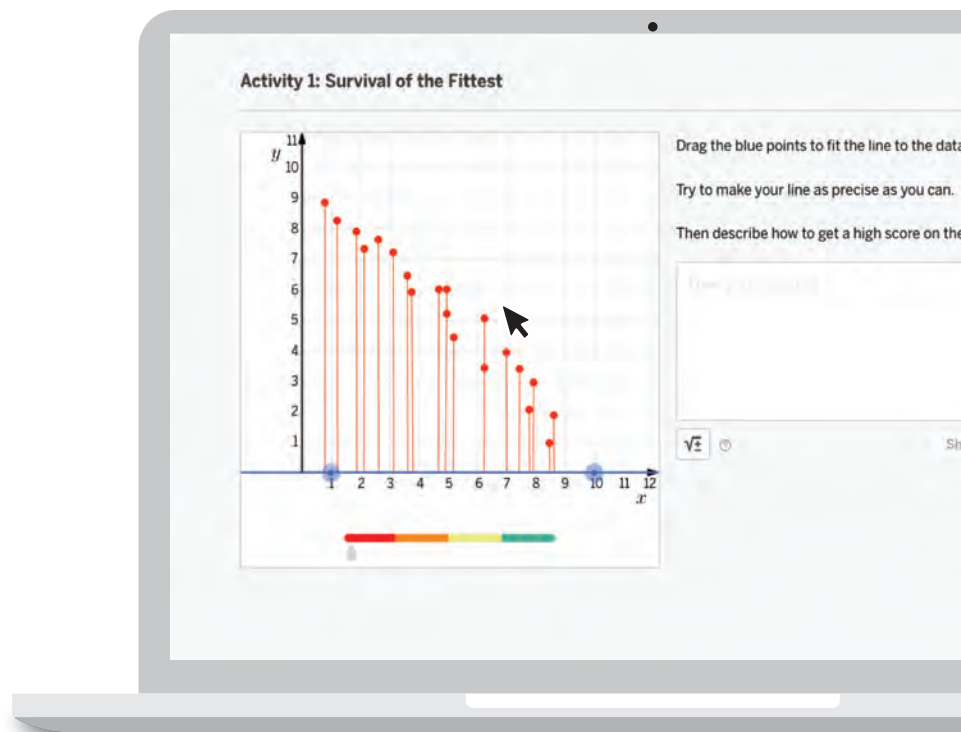 Activity 1: Survival of the Fittest
Drag the blue points to fit the line to the data
Try to make your line as precise as you can.
Then describe how to get a high score on the
y
11
10
9
8
7
6
5
4
3
2
1
1 2 3 4 5 6 7 8 9 10 11 12
x
√± ?
Sh